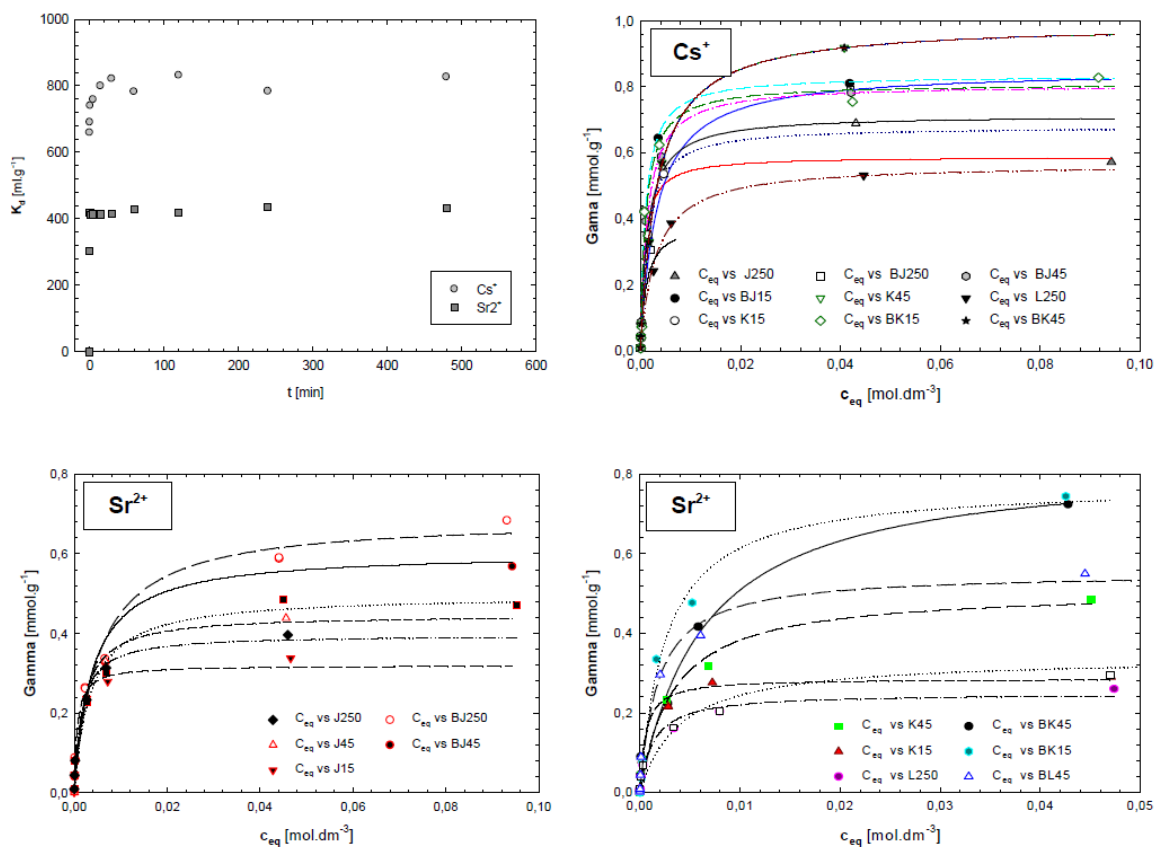 1000
800
600
400
200
0
K_d [ml.g⁻¹]
Cs⁺
Sr2⁺
0 100 200 300 400 500 600
t [min]
Cs⁺
1,0
0,8
0,6
0,4
0,2
0,0
Gama [mmol.g⁻¹]
C_eq vs J250
C_eq vs BJ15
C_eq vs K15
C_eq vs BJ250
C_eq vs K45
C_eq vs BK15
C_eq vs BJ45
C_eq vs L250
C_eq vs BK45
0,00 0,02 0,04 0,06 0,08 0,10
c_eq [mol.dm⁻³]
Sr²⁺
0,8
0,6
0,4
0,2
0,0
Gamma [mmol.g⁻¹]
C_eq vs J250
C_eq vs J45
C_eq vs J15
C_eq vs BJ250
C_eq vs BJ45
0,00 0,02 0,04 0,06 0,08 0,10
c_eq [mol.dm⁻³]
Sr²⁺
0,8
0,6
0,4
0,2
0,0
Gamma [mmol.g⁻¹]
C_eq vs K45
C_eq vs K15
C_eq vs L250
C_eq vs BK45
C_eq vs BK15
C_eq vs BL45
0,00 0,01 0,02 0,03 0,04 0,05
c_eq [mol.dm⁻³]